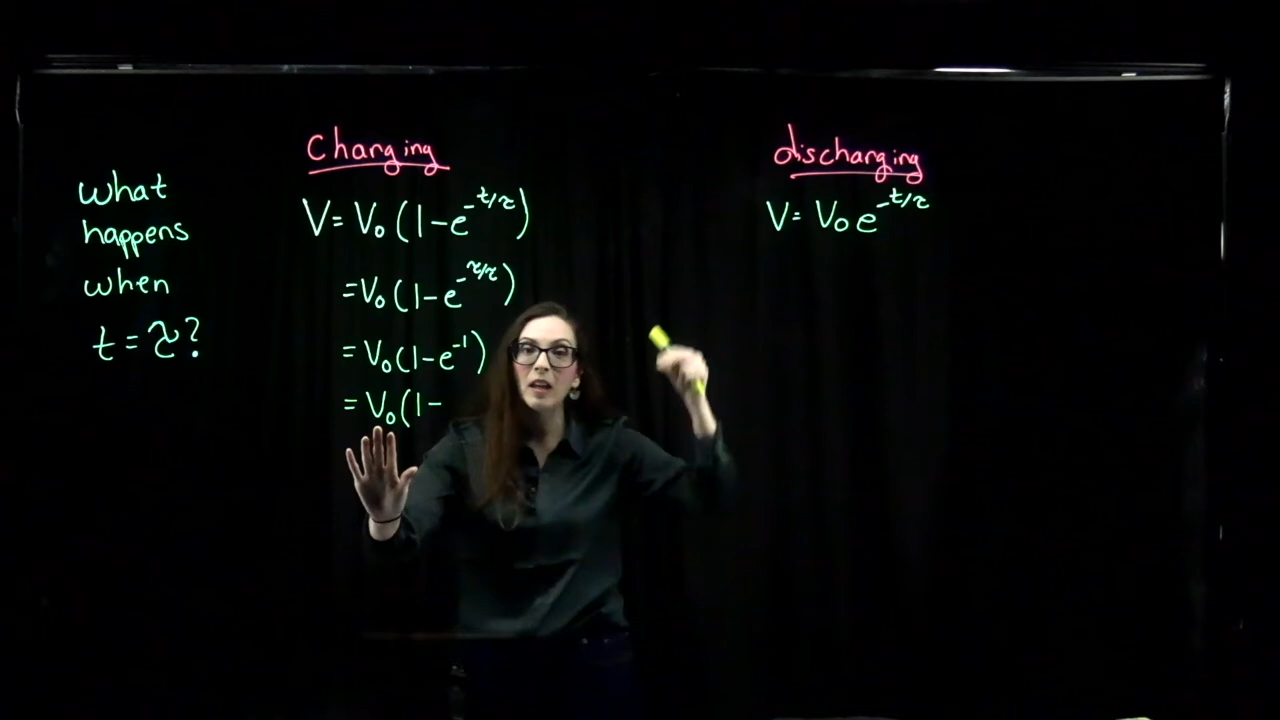 what
happens
when
t = τ?
Charging
V = V₀ (1 - e^(-t/τ))
= V₀ (1 - e^(-τ/τ))
= V₀ (1 - e^(-1))
= V₀ (1 -
discharging
V = V₀ e^(-t/τ)